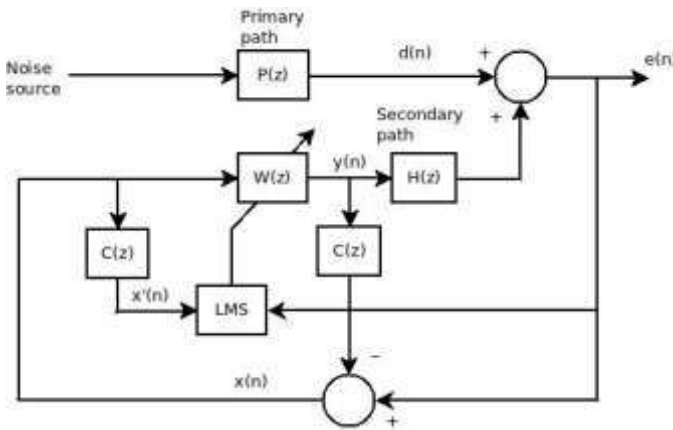 Primary
path
d(n)
+
e(n)
Noise
source
P(z)
Secondary
path
+
y(n)
W(z)
H(z)
C(z)
C(z)
x'(n)
LMS
−
x(n)
+